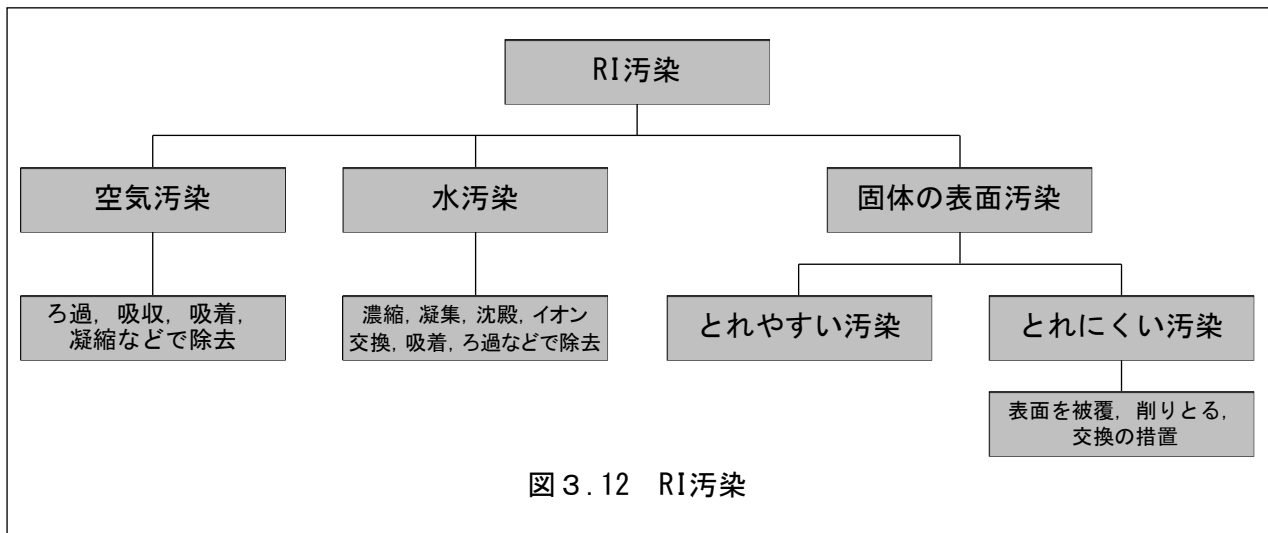 RI汚染
空気汚染
水汚染
固体の表面汚染
ろ過, 吸収, 吸着,
凝縮などで除去
濃縮, 凝集, 沈殿, イオン
交換, 吸着, ろ過などで除去
とれやすい汚染
とれにくい汚染
表面を被覆, 削りとる,
交換の措置
図3.12 RI汚染